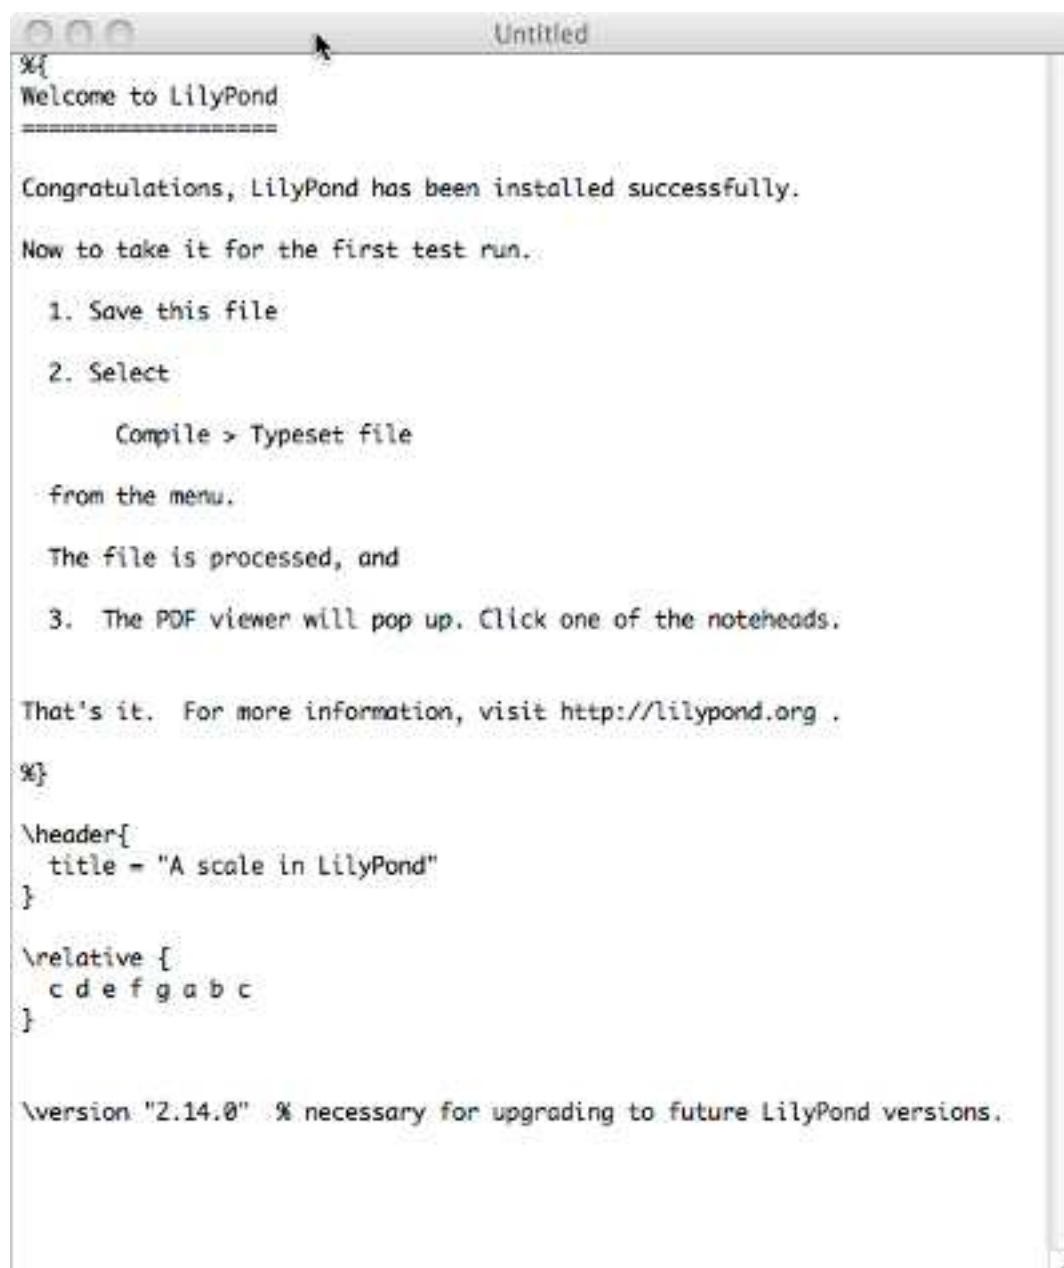 Untitled
%{
Welcome to LilyPond
===================
Congratulations, LilyPond has been installed successfully.
Now to take it for the first test run.
1. Save this file
2. Select
Compile > Typeset file
from the menu.
The file is processed, and
3.  The PDF viewer will pop up. Click one of the noteheads.
That's it.  For more information, visit http://lilypond.org .
%}
\header{
title = "A scale in LilyPond"
}
\relative {
c d e f g a b c
}
\version "2.14.0"  % necessary for upgrading to future LilyPond versions.